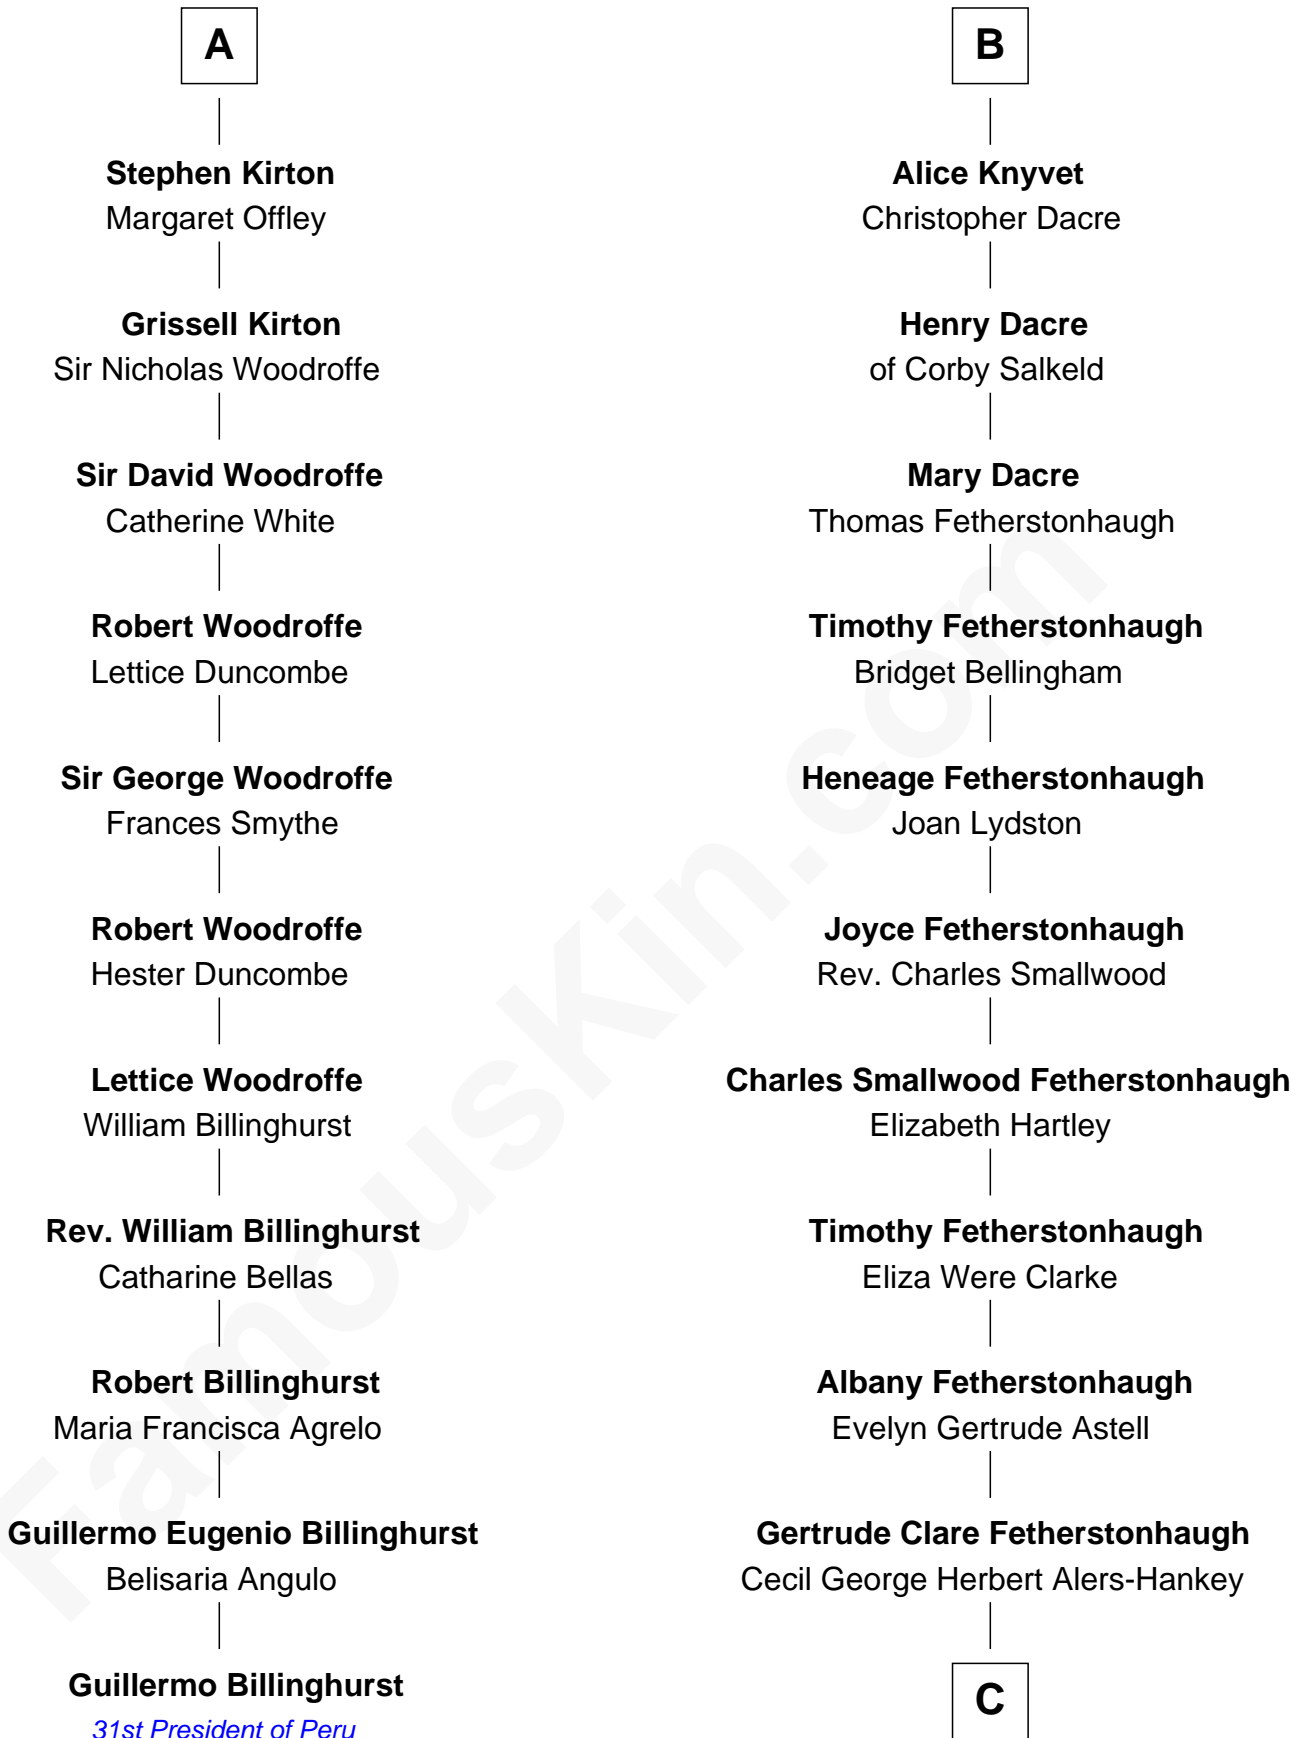 A
Stephen Kirton
Margaret Offley
Grissell Kirton
Sir Nicholas Woodroffe
Sir David Woodroffe
Catherine White
Robert Woodroffe
Lettice Duncombe
Sir George Woodroffe
Frances Smythe
Robert Woodroffe
Hester Duncombe
Lettice Woodroffe
William Billinghurst
Rev. William Billinghurst
Catharine Bellas
Robert Billinghurst
Maria Francisca Agrelo
Guillermo Eugenio Billinghurst
Belisaria Angulo
Guillermo Billinghurst
31st President of Peru
B
Alice Knyvet
Christopher Dacre
Henry Dacre
of Corby Salkeld
Mary Dacre
Thomas Fetherstonhaugh
Timothy Fetherstonhaugh
Bridget Bellingham
Heneage Fetherstonhaugh
Joan Lydston
Joyce Fetherstonhaugh
Rev. Charles Smallwood
Charles Smallwood Fetherstonhaugh
Elizabeth Hartley
Timothy Fetherstonhaugh
Eliza Were Clarke
Albany Fetherstonhaugh
Evelyn Gertrude Astell
Gertrude Clare Fetherstonhaugh
Cecil George Herbert Alers-Hankey
C
FamousKin.com